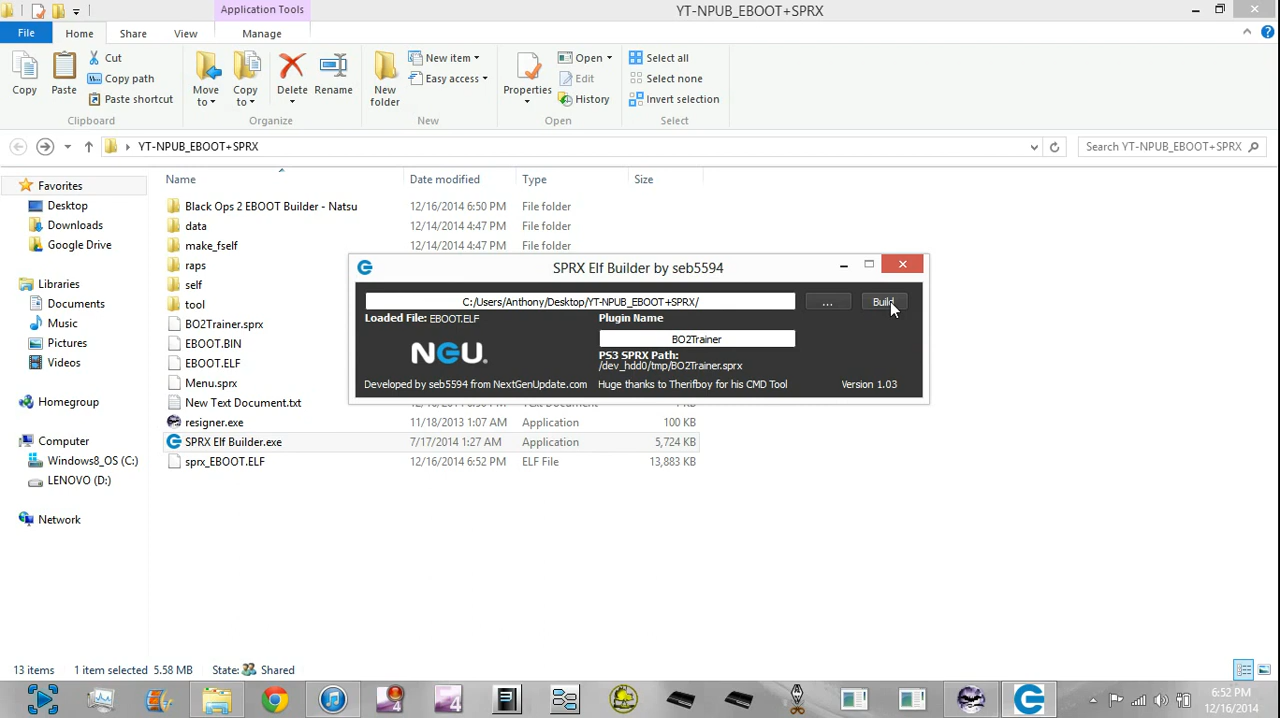 Application Tools
YT-NPUB_EBOOT+SPRX
File
Home
Share
View
Manage
Copy
Paste
Cut
Copy path
Paste shortcut
Clipboard
Move to
Copy to
Delete
Rename
Organize
New folder
New item
Easy access
New
Properties
Open
Edit
History
Open
Select all
Select none
Invert selection
Select
YT-NPUB_EBOOT+SPRX
Search YT-NPUB_EBOOT+SPRX
Name
Date modified
Type
Size
Favorites
Desktop
Downloads
Google Drive
Libraries
Documents
Music
Pictures
Videos
Homegroup
Computer
Windows8_OS (C:)
LENOVO (D:)
Network
Black Ops 2 EBOOT Builder - Natsu 12/16/2014 6:50 PM File folder
data 12/14/2014 4:47 PM File folder
make_fself 12/14/2014 4:47 PM File folder
raps
self
tool
BO2Trainer.sprx
EBOOT.BIN
EBOOT.ELF
Menu.sprx
New Text Document.txt
resigner.exe 11/18/2013 1:07 AM Application 100 KB
SPRX Elf Builder.exe 7/17/2014 1:27 AM Application 5,724 KB
sprx_EBOOT.ELF 12/16/2014 6:52 PM ELF File 13,883 KB
SPRX Elf Builder by seb5594
C:/Users/Anthony/Desktop/YT-NPUB_EBOOT+SPRX/
...
Build
Loaded File: EBOOT.ELF
Plugin Name
BO2Trainer
NGU.
PS3 SPRX Path:
/dev_hdd0/tmp/BO2Trainer.sprx
Developed by seb5594 from NextGenUpdate.com
Huge thanks to Therifboy for his CMD Tool
Version 1.03
13 items
1 item selected 5.58 MB
State: Shared
4
4
6:52 PM
12/16/2014